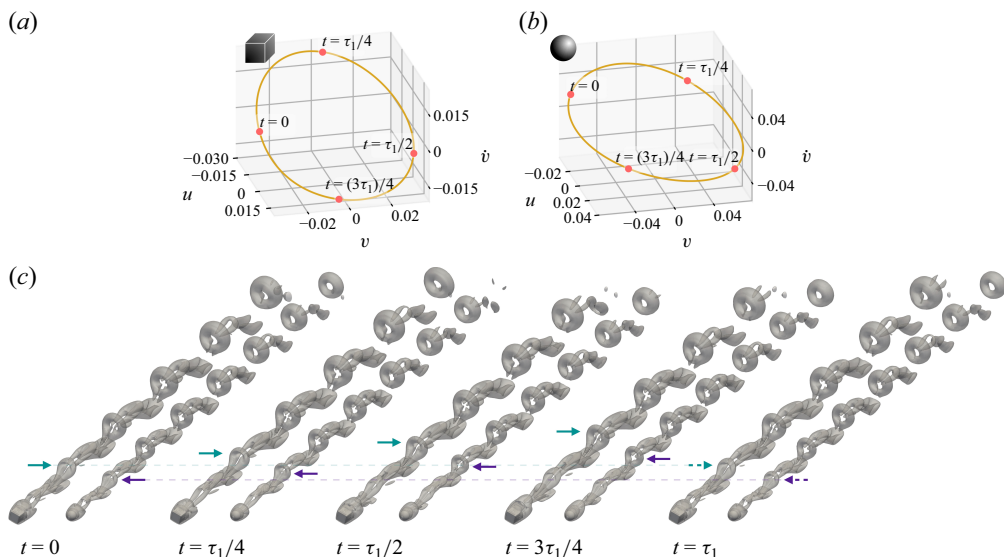 (a)
t = τ₁/4
t = 0
0.015
t = τ₁/2
0
v̇
−0.030
−0.015
t = (3τ₁)/4
−0.015
u
0
0.015
−0.02
0
0.02
v
(b)
t = τ₁/4
t = 0
0.04
t = (3τ₁)/4
t = τ₁/2
0
v̇
−0.02
−0.04
u
0
0.02
0.04
−0.04
0
0.04
v
(c)
t = 0
t = τ₁/4
t = τ₁/2
t = 3τ₁/4
t = τ₁